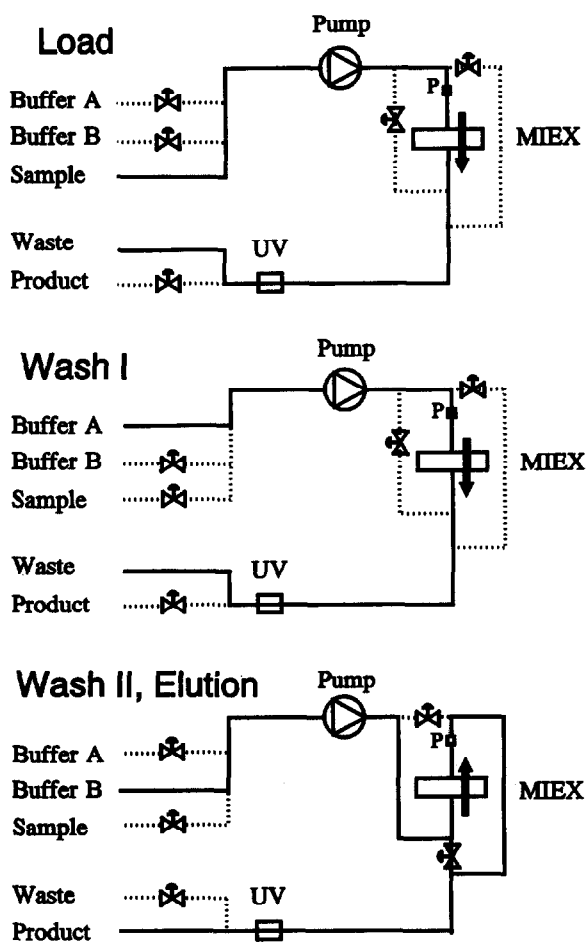 Load
Pump
Buffer A
Buffer B
Sample
P
MIEX
Waste
UV
Product
Wash I
Pump
Buffer A
Buffer B
Sample
P
MIEX
Waste
UV
Product
Wash II, Elution
Pump
Buffer A
Buffer B
Sample
P
MIEX
Waste
UV
Product